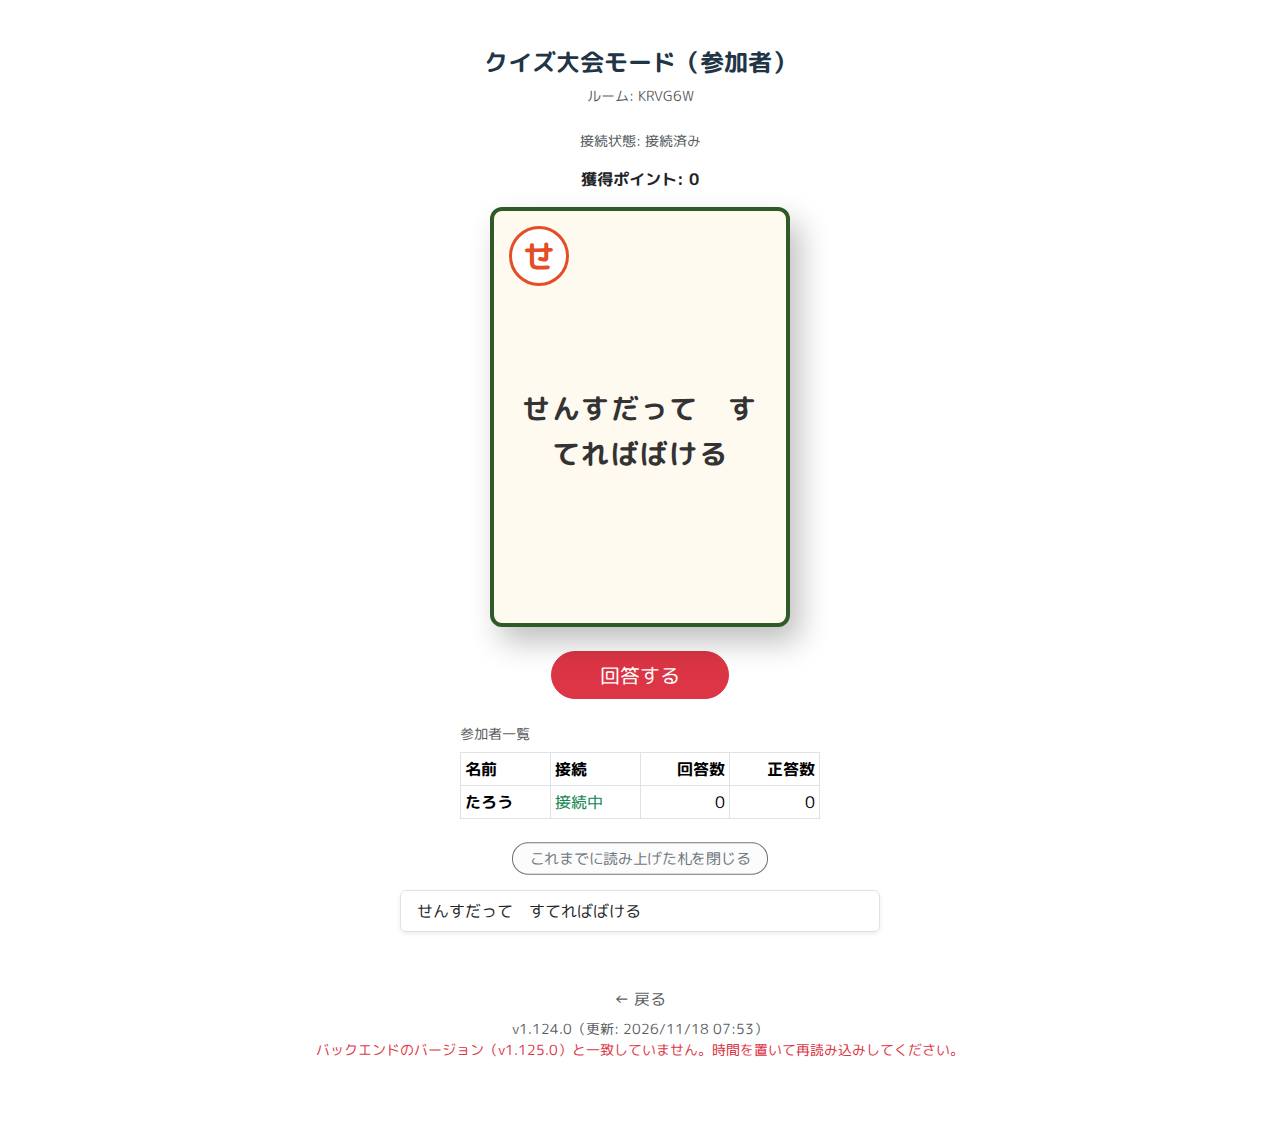 クイズ大会モード（参加者）
ルーム: KRVG6W
接続状態: 接続済み
獲得ポイント: 0
せ
せんすだって　す
てればばける
回答する
参加者一覧
名前 接続 回答数 正答数
たろう 接続中 0 0
これまでに読み上げた札を閉じる
せんすだって　すてればばける
← 戻る
v1.124.0（更新: 2026/11/18 07:53）
バックエンドのバージョン（v1.125.0）と一致していません。時間を置いて再読み込みしてください。